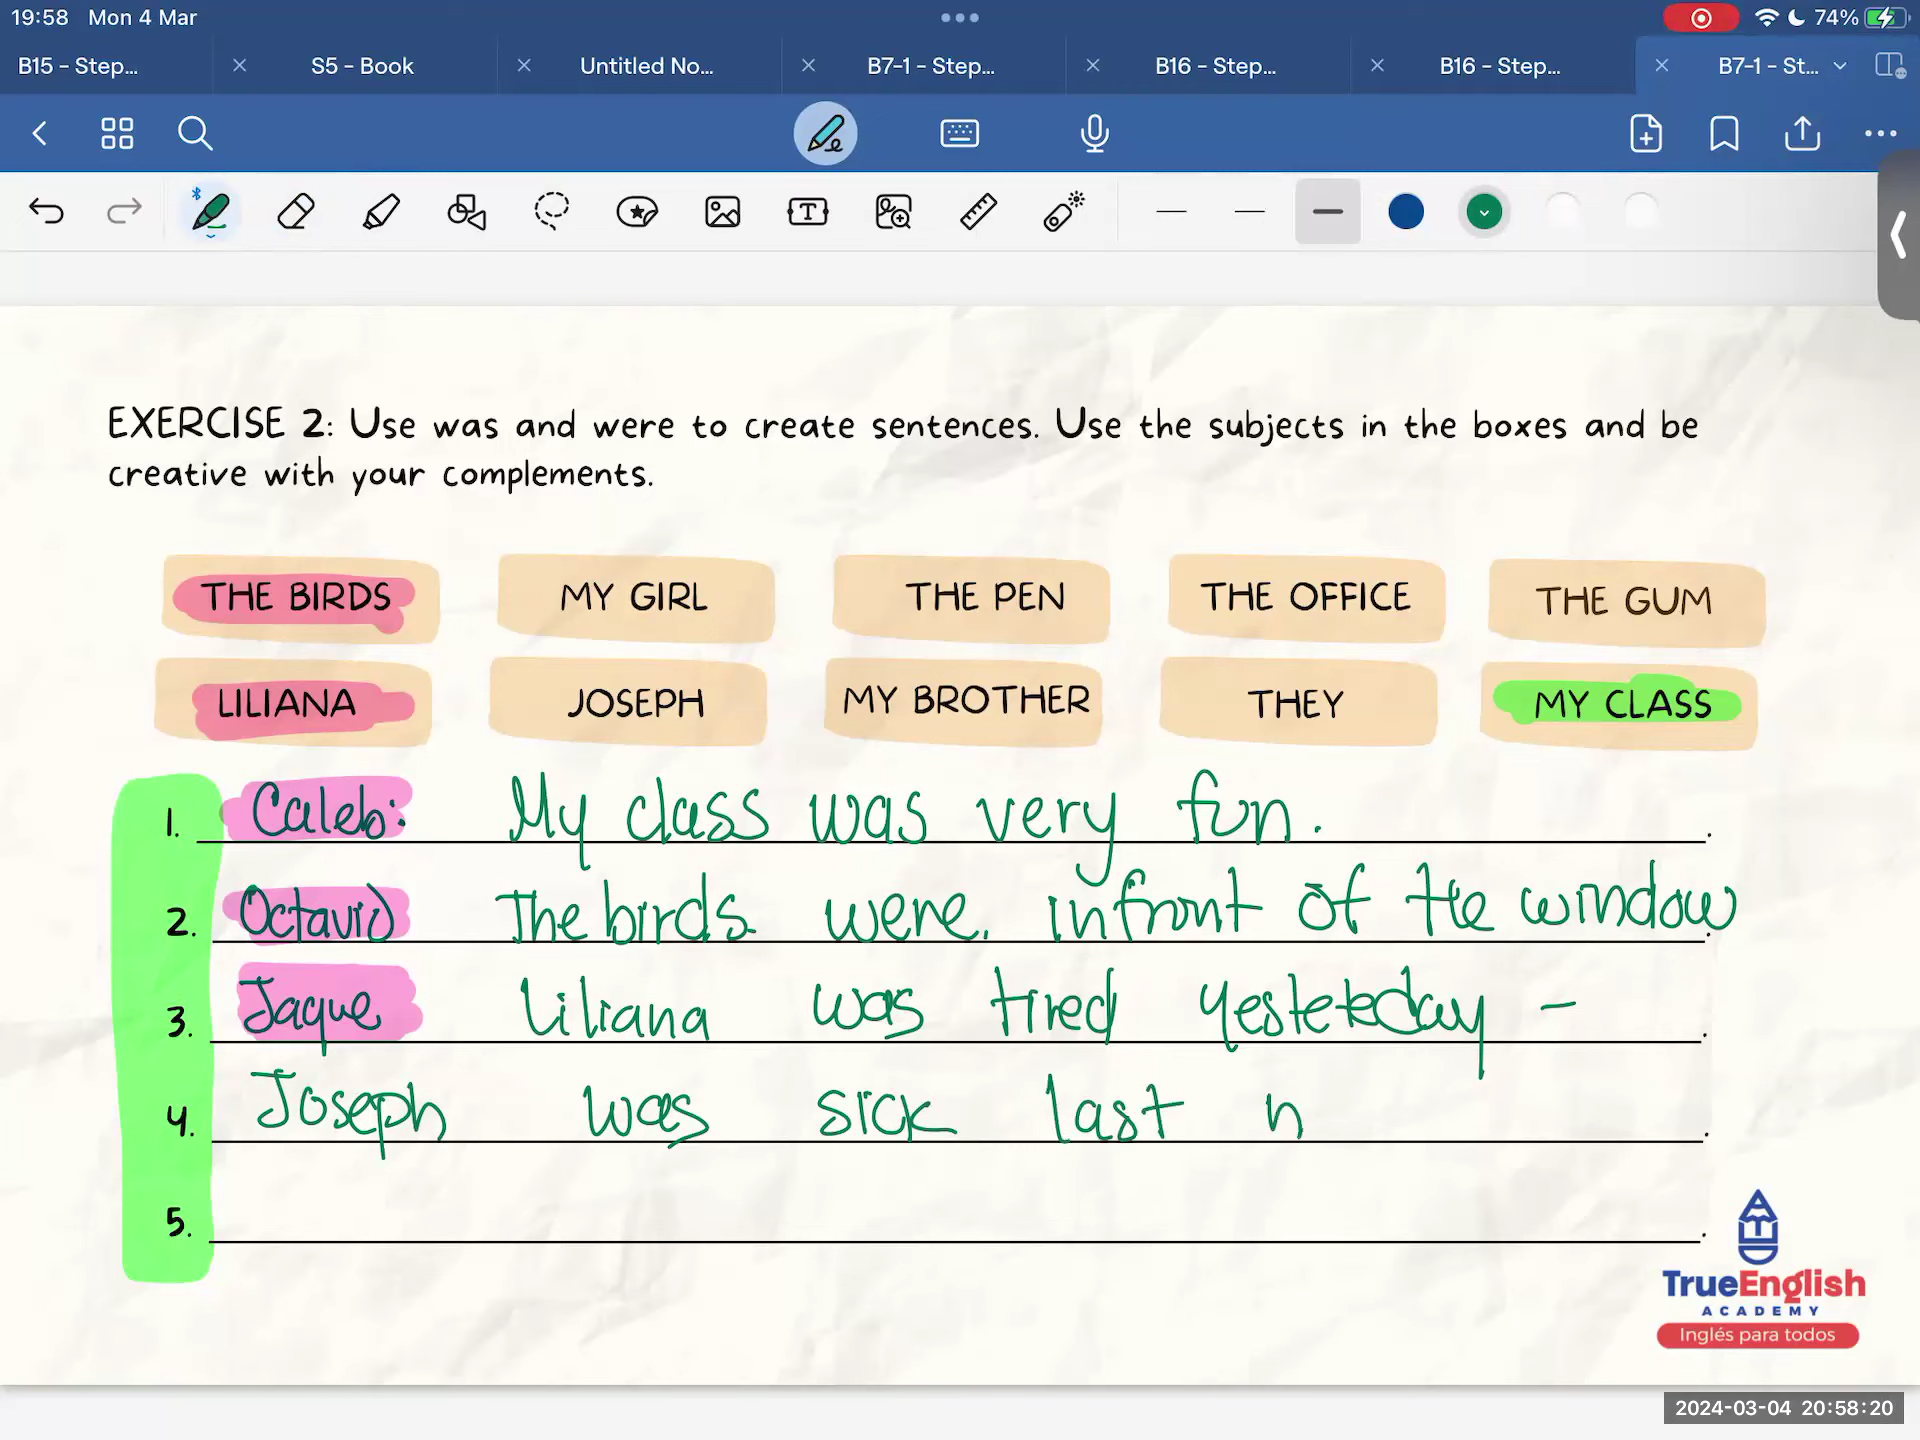 19:58 Mon 4 Mar
74%
B15 - Step...
S5 - Book
Untitled No...
B7-1 - Step...
B16 - Step...
B16 - Step...
B7-1 - St...
EXERCISE 2: Use was and were to create sentences. Use the subjects in the boxes and be
creative with your complements.
THE BIRDS MY GIRL THE PEN THE OFFICE THE GUM
LILIANA JOSEPH MY BROTHER THEY MY CLASS
1. Caleb: My class was very fun.
2. Octavio The birds were. infront of the window.
3. Jaque Liliana was tired yesteteday - .
4. Joseph was sick last n .
5. .
TrueEnglish
ACADEMY
Inglés para todos
2024-03-04 20:58:20